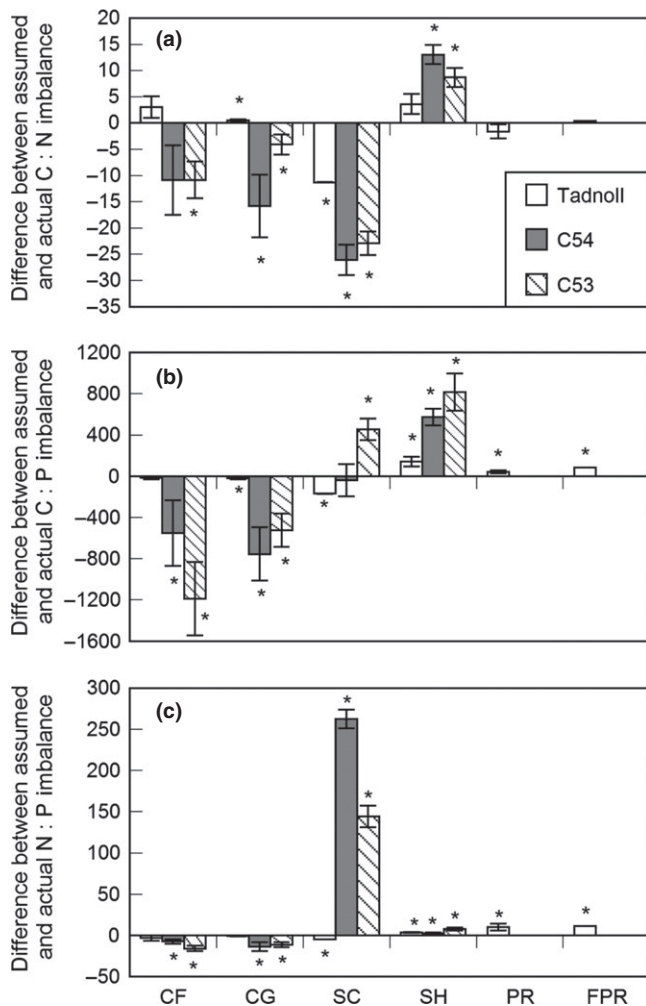 Difference between assumed
and actual C : N imbalance
20
15
10
5
0
–5
–10
–15
–20
–25
–30
–35
(a)
* * * * * * * *
Tadnoll
C54
C53
Difference between assumed
and actual C : P imbalance
1200
800
400
0
–400
–800
–1200
–1600
(b)
* * * * * * * * * * * *
Difference between assumed
and actual N : P imbalance
300
250
200
150
100
50
0
–50
(c)
* * * * * * * * * * * *
CF CG SC SH PR FPR